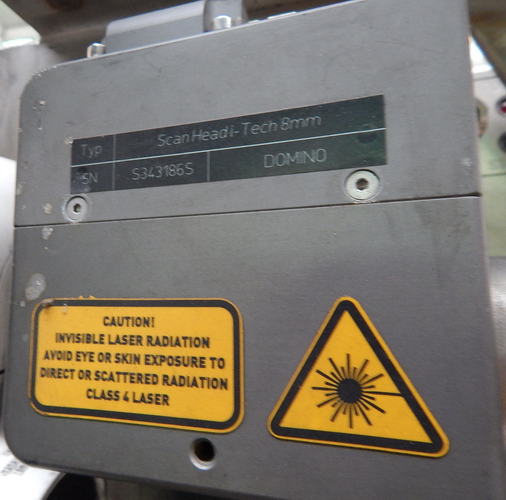 Typ ScanHead i-Tech 8mm
SN S343186S DOMINO
CAUTION!
INVISIBLE LASER RADIATION
AVOID EYE OR SKIN EXPOSURE TO
DIRECT OR SCATTERED RADIATION
CLASS 4 LASER